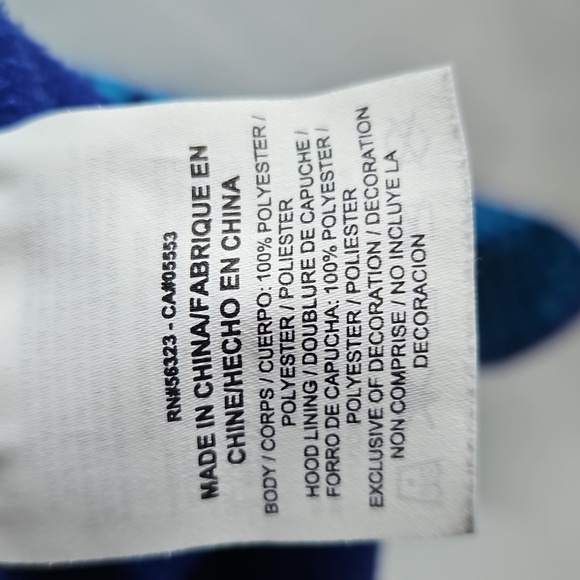 RN#56323 - CA#05553
MADE IN CHINA/FABRIQUE EN
CHINE/HECHO EN CHINA
BODY / CORPS / CUERPO: 100% POLYESTER /
POLYESTER / POLIESTER
HOOD LINING / DOUBLURE DE CAPUCHE /
FORRO DE CAPUCHA: 100% POLYESTER /
POLYESTER / POLIESTER
EXCLUSIVE OF DECORATION / DECORATION
NON COMPRISE / NO INCLUYE LA
DECORACION